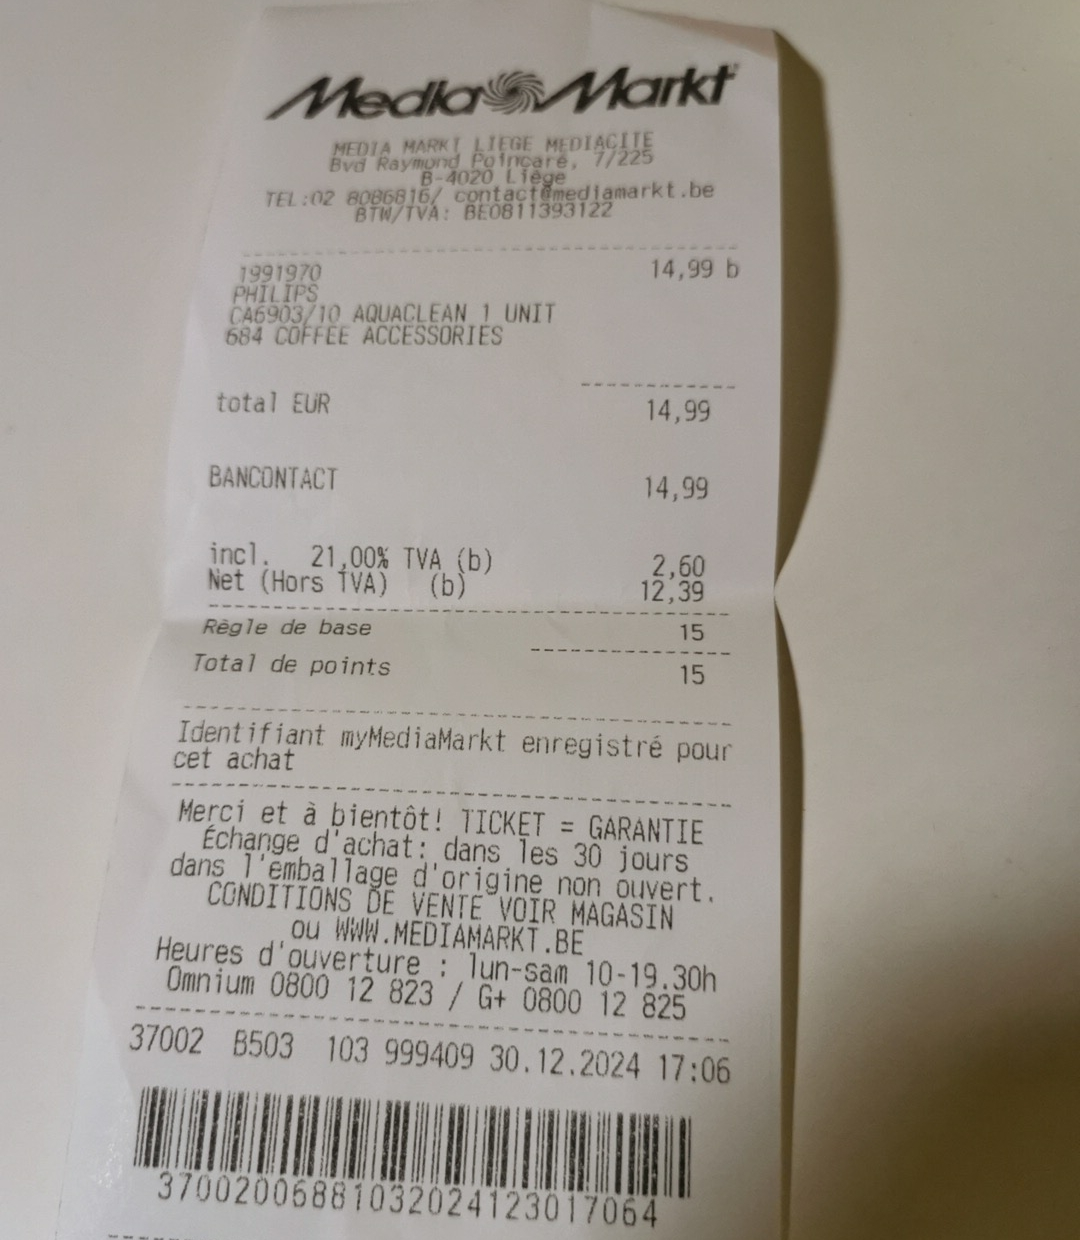 Media Markt
MEDIA MARKT LIEGE MEDIACITE
Bvd Raymond Poincaré, 7/225
B-4020 Liège
TEL:02 8086816/ contact@mediamarkt.be
BTW/TVA: BE0811393122
1991970 14,99 b
PHILIPS
CA6903/10 AQUACLEAN 1 UNIT
684 COFFEE ACCESSORIES
total EUR 14,99
BANCONTACT 14,99
incl. 21,00% TVA (b) 2,60
Net (Hors TVA) (b) 12,39
Règle de base 15
Total de points 15
Identifiant myMediaMarkt enregistré pour
cet achat
Merci et à bientôt! TICKET = GARANTIE
Échange d'achat: dans les 30 jours
dans l'emballage d'origine non ouvert.
CONDITIONS DE VENTE VOIR MAGASIN
ou WWW.MEDIAMARKT.BE
Heures d'ouverture : lun-sam 10-19.30h
Omnium 0800 12 823 / G+ 0800 12 825
37002 B503 103 999409 30.12.2024 17:06
3700200688103202412301706​4